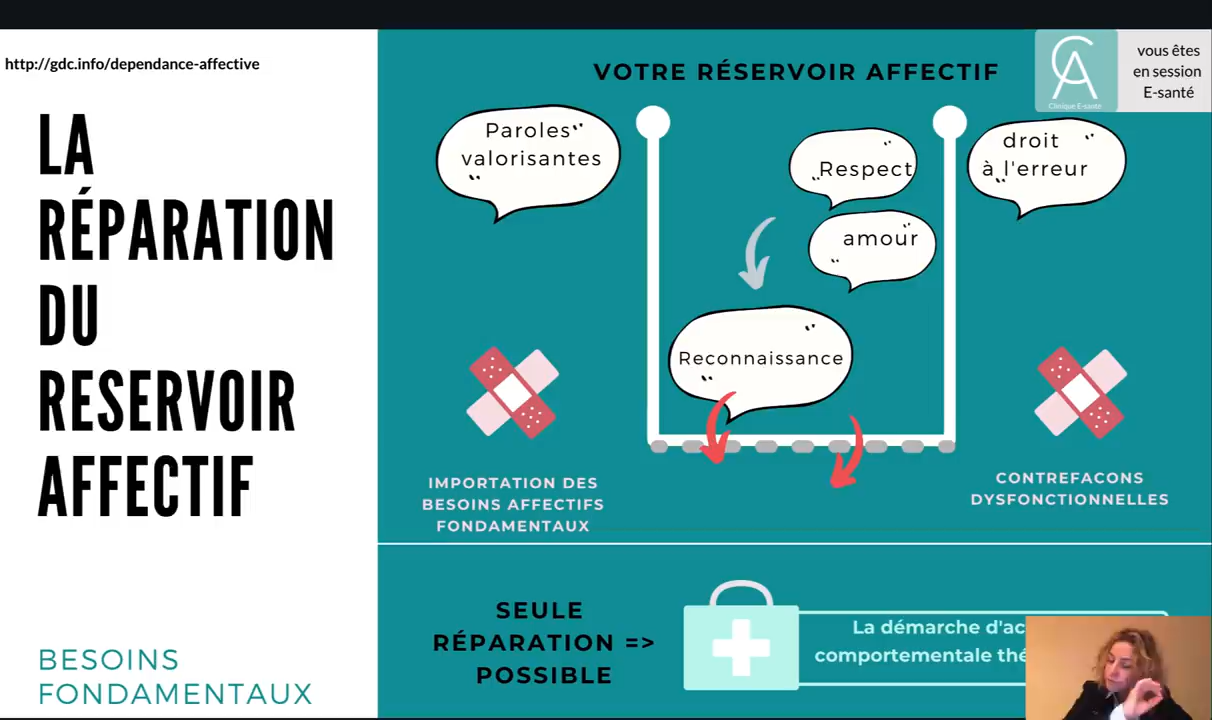 http://gdc.info/dependance-affective
LA
RÉPARATION
DU
RESERVOIR
AFFECTIF
BESOINS
FONDAMENTAUX
VOTRE RÉSERVOIR AFFECTIF
CA
Clinique E-santé
vous êtes
en session
E-santé
Paroles
valorisantes
Respect
droit
à l'erreur
amour
Reconnaissance
IMPORTATION DES
BESOINS AFFECTIFS
FONDAMENTAUX
CONTREFACONS
DYSFONCTIONNELLES
SEULE
RÉPARATION =>
POSSIBLE
La démarche
comportementale